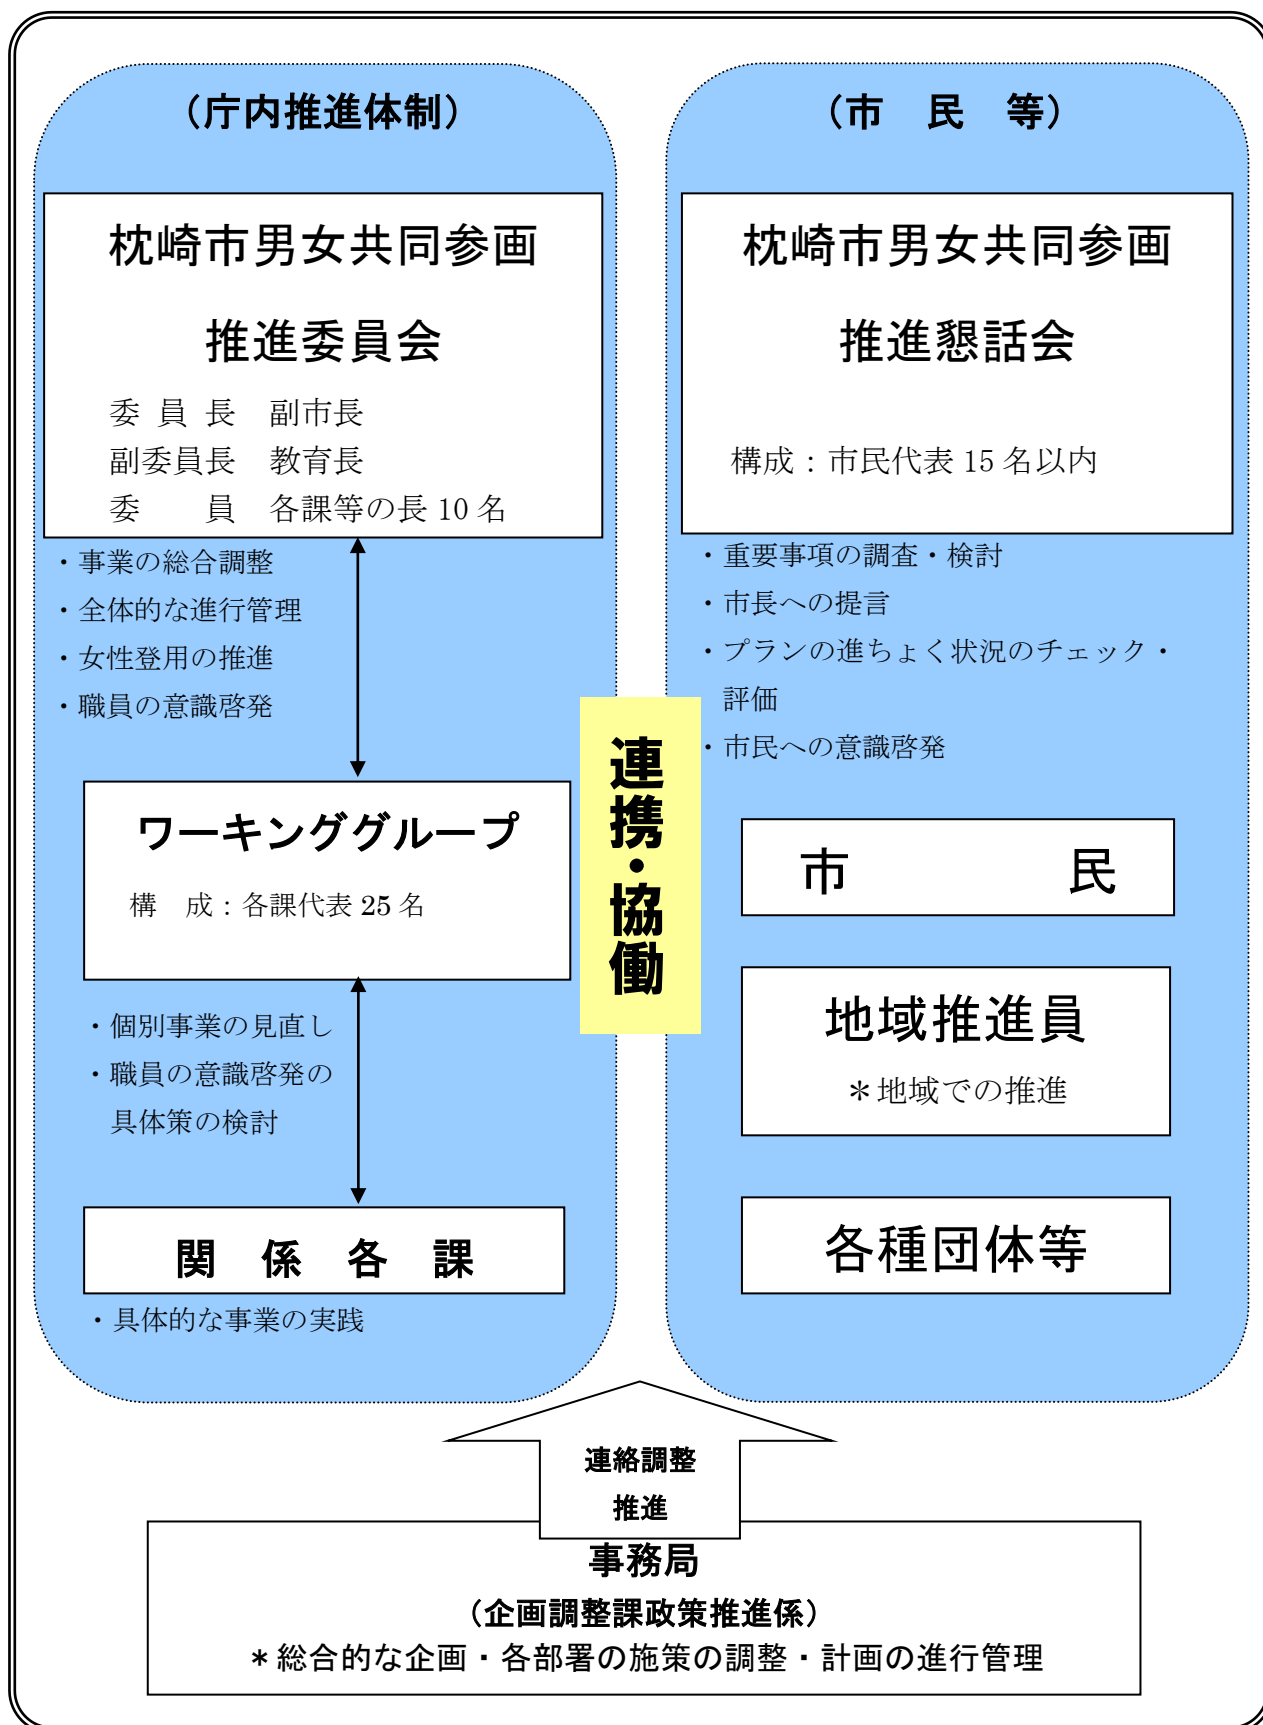 （庁内推進体制）
枕崎市男女共同参画
推進委員会
委 員 長　副市長
副委員長　教育長
委　　員　各課等の長 10 名
・事業の総合調整
・全体的な進行管理
・女性登用の推進
・職員の意識啓発
ワーキンググループ
構　成：各課代表 25 名
・個別事業の見直し
・職員の意識啓発の
具体策の検討
関　係　各　課
・具体的な事業の実践
連携・協働
（市　民　等）
枕崎市男女共同参画
推進懇話会
構成：市民代表 15 名以内
・重要事項の調査・検討
・市長への提言
・プランの進ちょく状況のチェック・
評価
・市民への意識啓発
市　　　　民
地域推進員
＊地域での推進
各種団体等
連絡調整
推進
事務局
（企画調整課政策推進係）
＊総合的な企画・各部署の施策の調整・計画の進行管理